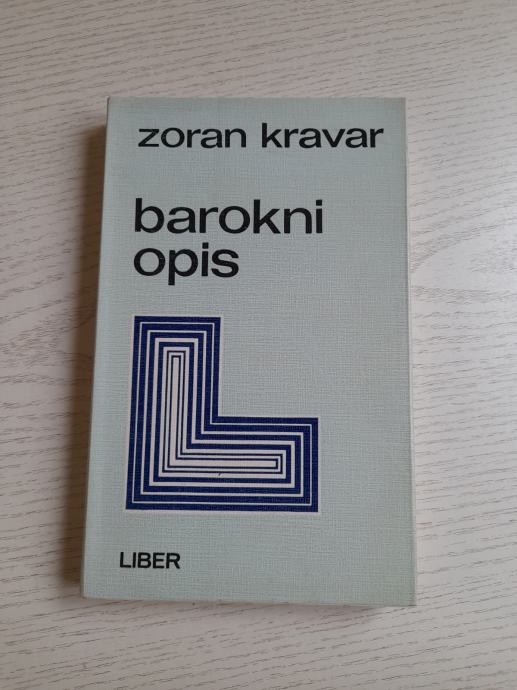 zoran kravar
barokni
opis
LIBER